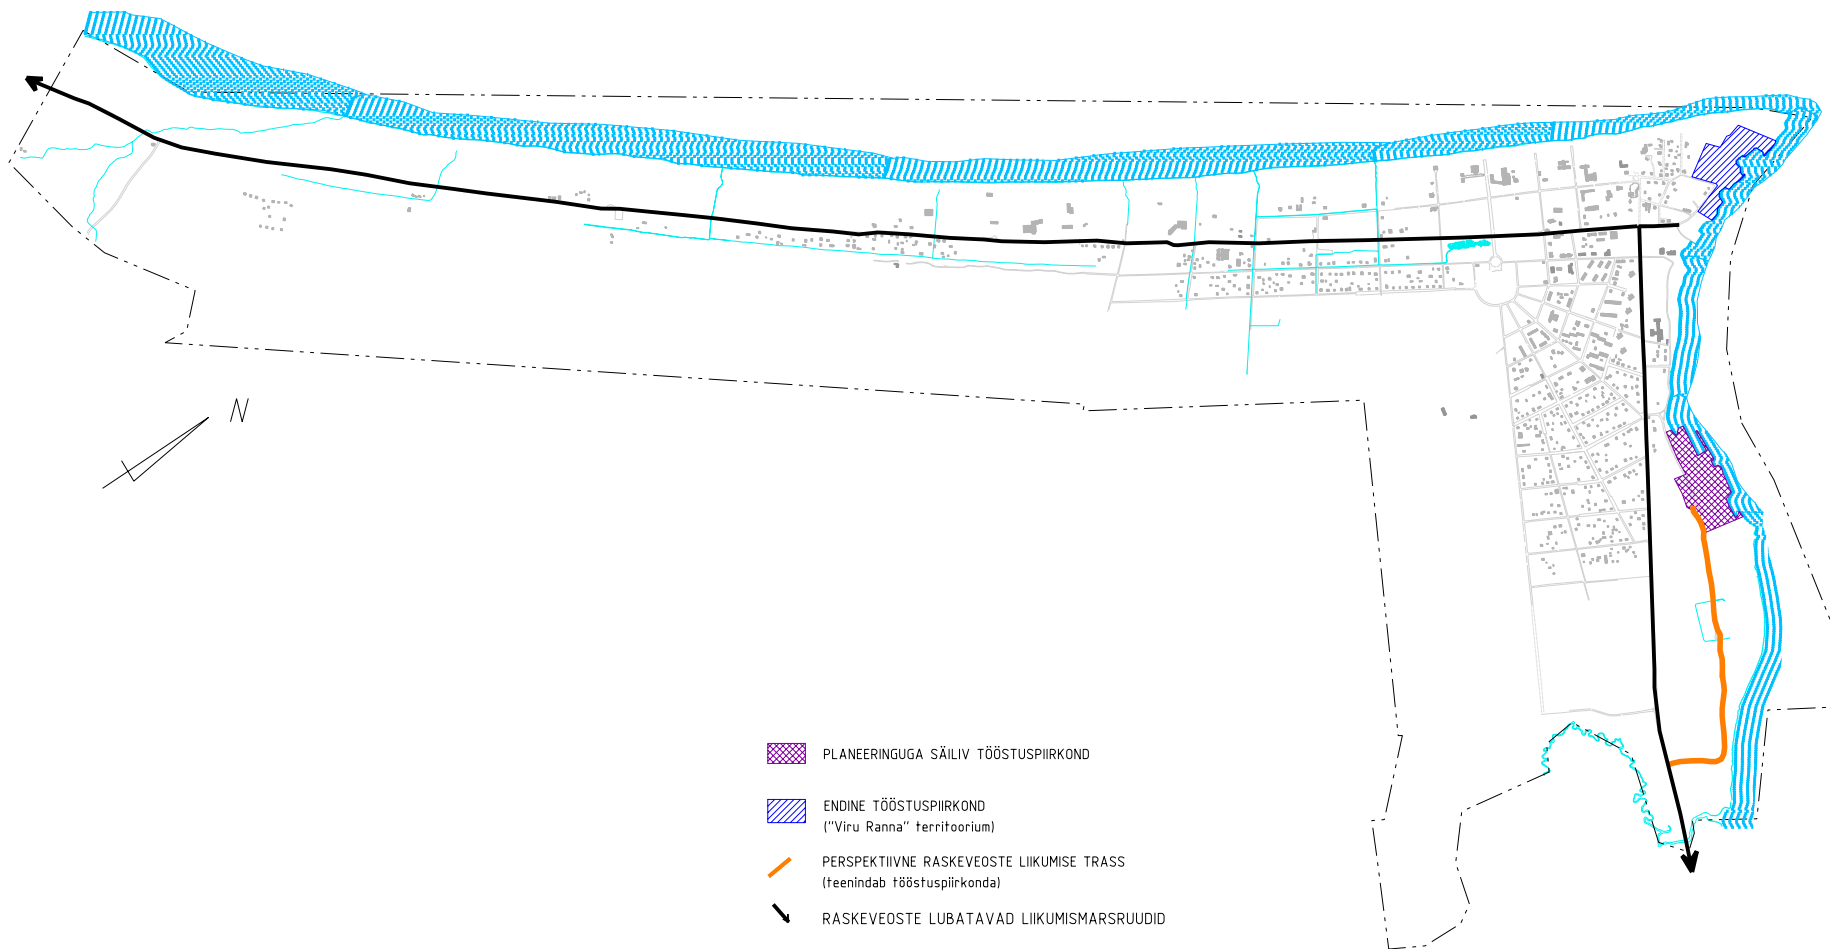 N
PLANEERINGUGA SÄILIV TÖÖSTUSPIIRKOND
ENDINE TÖÖSTUSPIIRKOND
("Viru Ranna" territoorium)
PERSPEKTIIVNE RASKEVEOSTE LIIKUMISE TRASS
(teenindab tööstuspiirkonda)
RASKEVEOSTE LUBATAVAD LIIKUMISMARSRUUDID